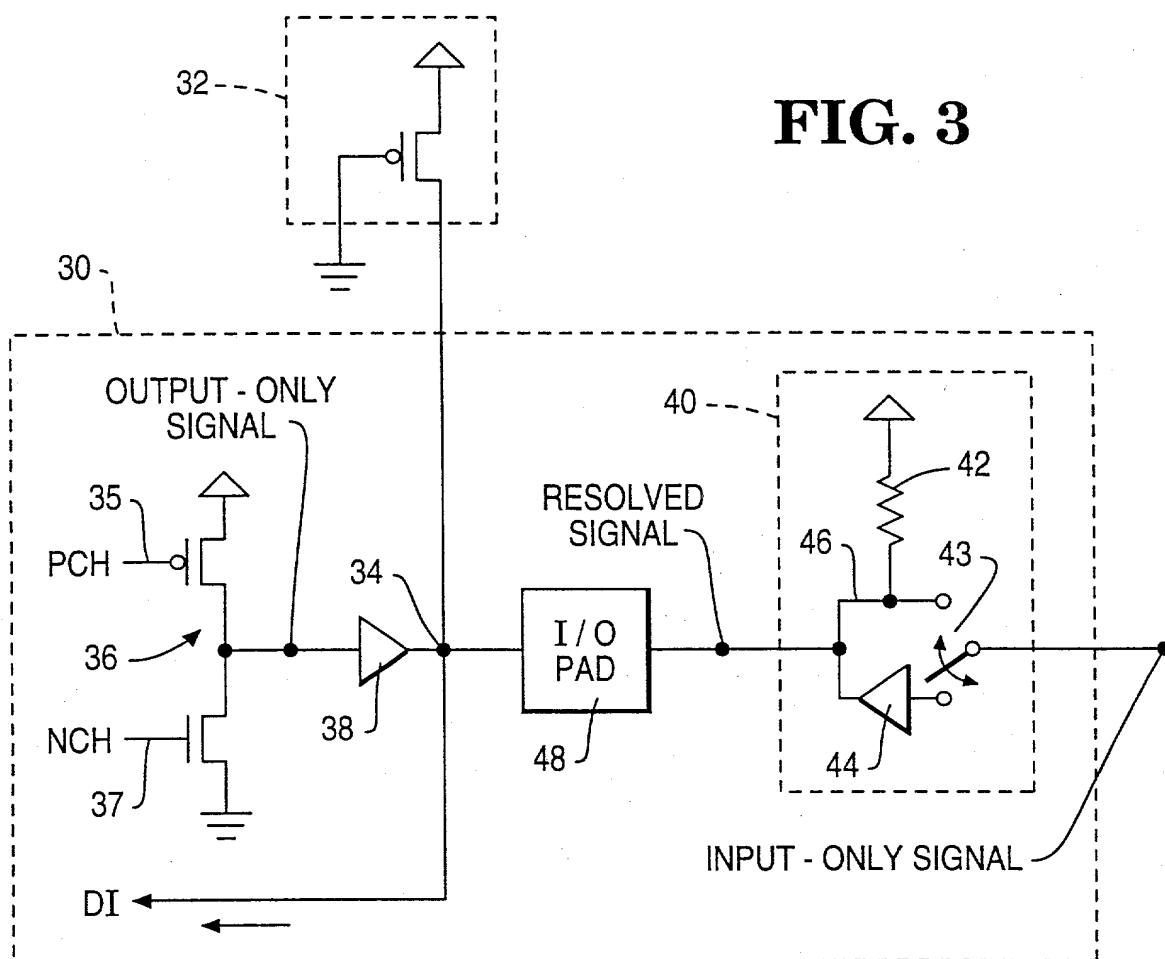 32
FIG. 3
30
OUTPUT - ONLY
SIGNAL
40
42
35
RESOLVED
SIGNAL
46
43
PCH
34
36
I / O
PAD
NCH
38
48
44
37
INPUT - ONLY SIGNAL
DI